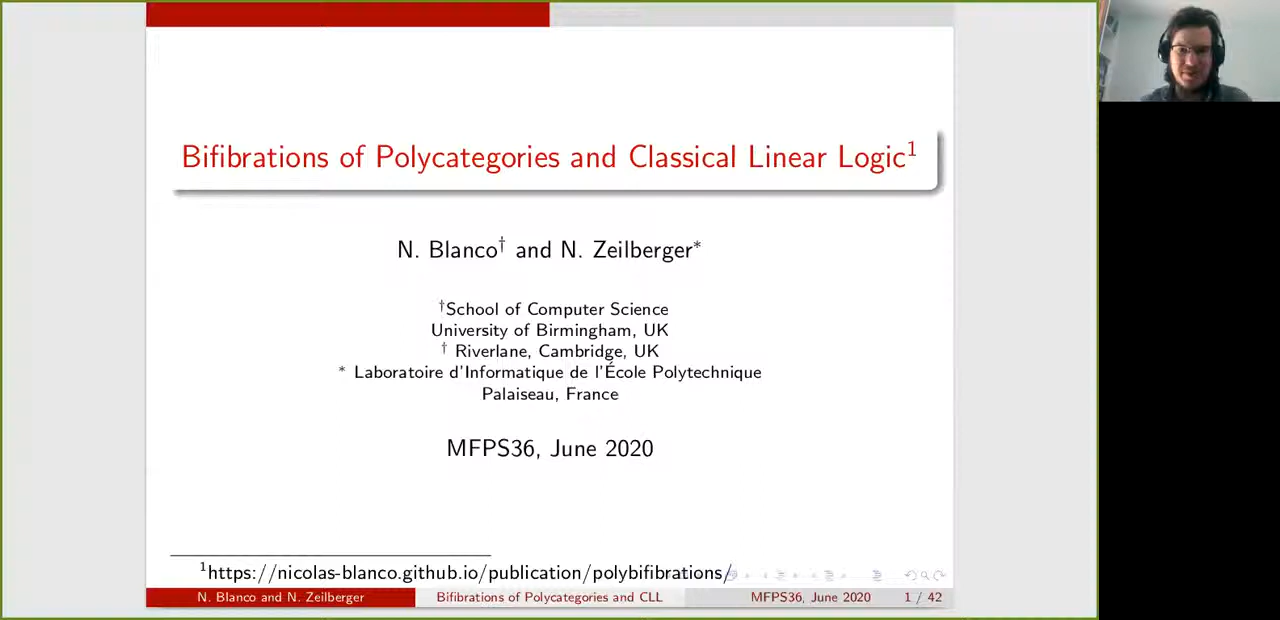 Bifibrations of Polycategories and Classical Linear Logic¹
N. Blanco† and N. Zeilberger*
†School of Computer Science
University of Birmingham, UK
† Riverlane, Cambridge, UK
* Laboratoire d'Informatique de l'École Polytechnique
Palaiseau, France
MFPS36, June 2020
¹https://nicolas-blanco.github.io/publication/polybifibrations/
N. Blanco and N. Zeilberger Bifibrations of Polycategories and CLL MFPS36, June 2020 1 / 42